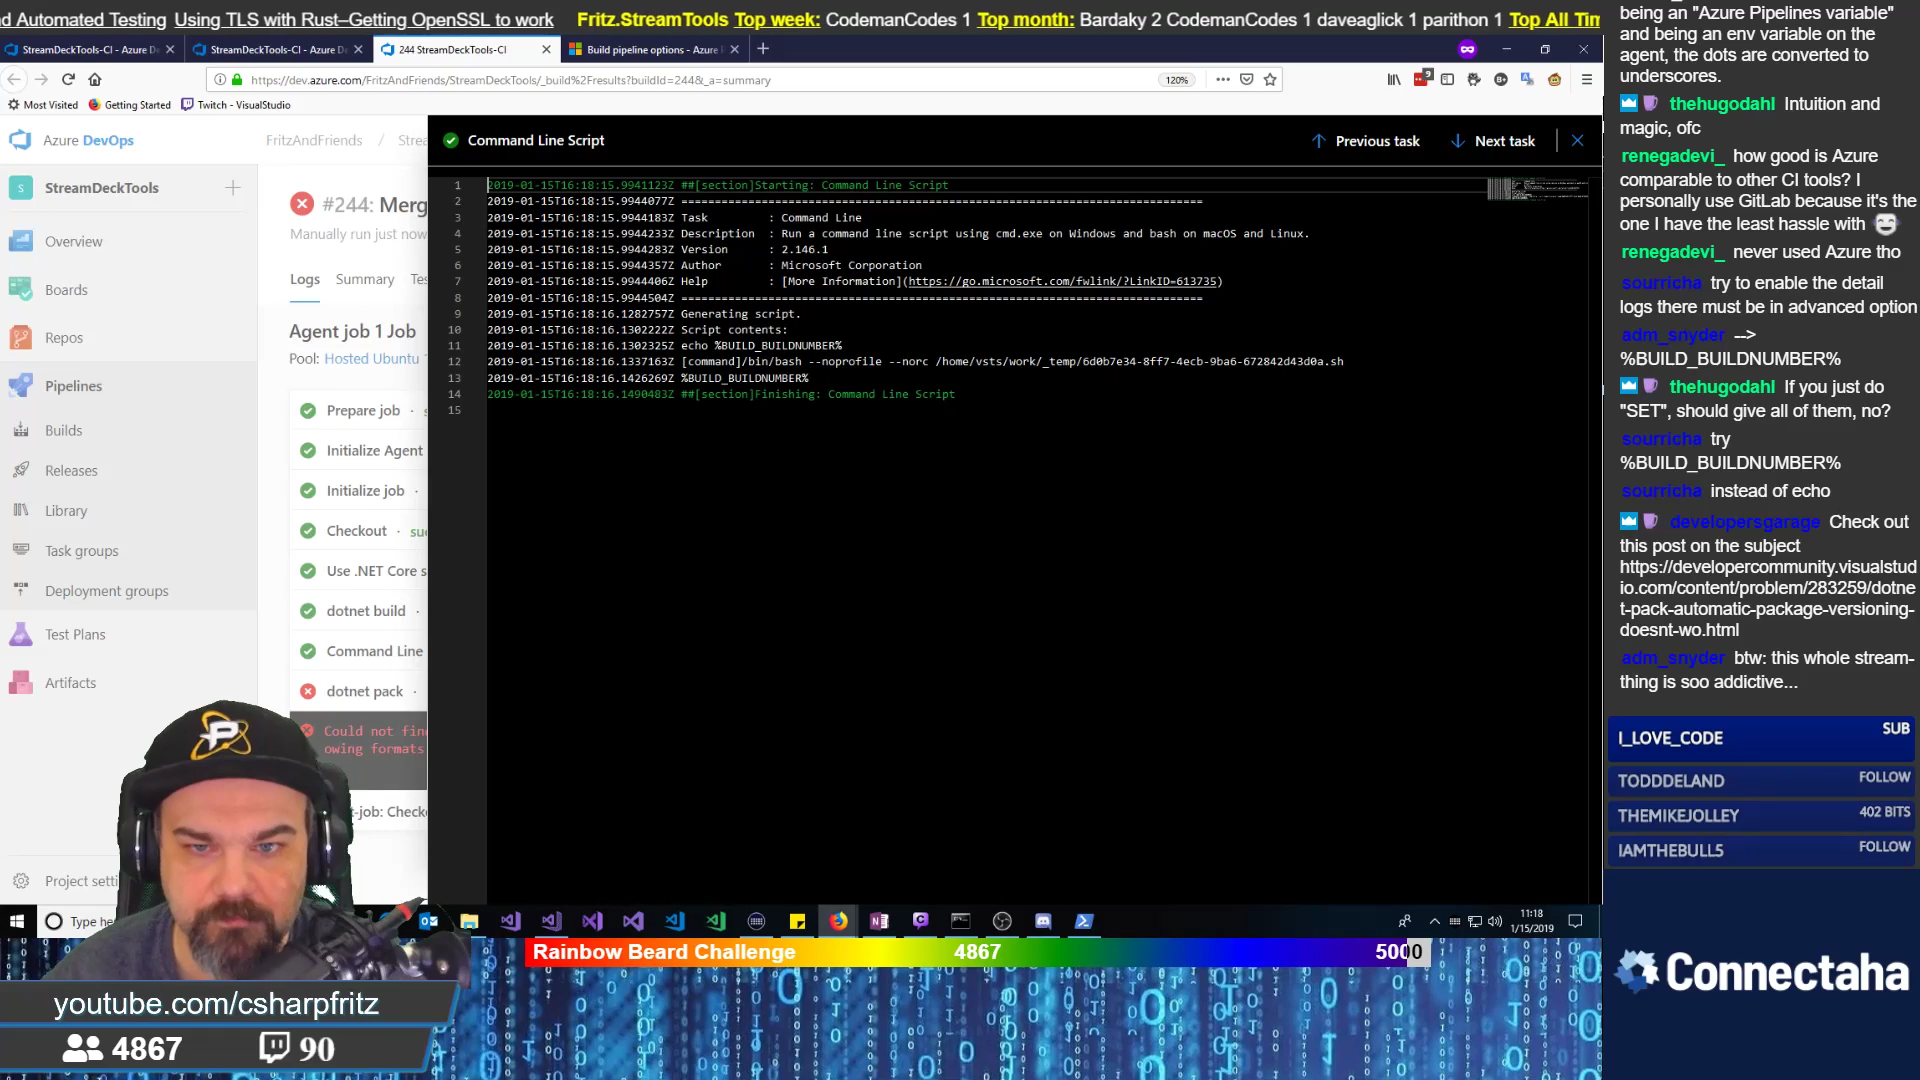 d Automated Testing Using TLS with Rust–Getting OpenSSL to work Fritz.StreamTools Top week: CodemanCodes 1 Top month: Bardaky 2 CodemanCodes 1 daveaglick 1 parithon 1 Top All Tim
StreamDeckTools-CI - Azure De
StreamDeckTools-CI - Azure De
244 StreamDeckTools-CI
Build pipeline options - Azure P
https://dev.azure.com/FritzAndFriends/StreamDeckTools/_build%2Fresults?buildId=244&_a=summary
120%
9
Most Visited Getting Started Twitch - VisualStudio
Azure DevOps
FritzAndFriends / Strea
S StreamDeckTools
Overview
Boards
Repos
Pipelines
Builds
Releases
Library
Task groups
Deployment groups
Test Plans
Artifacts
Project setti
#244: Merg
Manually run just now
Logs Summary Tes
Agent job 1 Job
Pool: Hosted Ubuntu 1
Prepare job · s
Initialize Agent
Initialize job ·
Checkout · suc
Use .NET Core s
dotnet build ·
Command Line
dotnet pack ·
Could not find
owing formats
t-job: Checko
Command Line Script
Previous task
Next task
1 2019-01-15T16:18:15.9941123Z ##[section]Starting: Command Line Script
2 2019-01-15T16:18:15.9944077Z ==============================================================================
3 2019-01-15T16:18:15.9944183Z Task : Command Line
4 2019-01-15T16:18:15.9944233Z Description : Run a command line script using cmd.exe on Windows and bash on macOS and Linux.
5 2019-01-15T16:18:15.9944283Z Version : 2.146.1
6 2019-01-15T16:18:15.9944357Z Author : Microsoft Corporation
7 2019-01-15T16:18:15.9944406Z Help : [More Information](https://go.microsoft.com/fwlink/?LinkID=613735)
8 2019-01-15T16:18:15.9944504Z ==============================================================================
9 2019-01-15T16:18:16.1282757Z Generating script.
10 2019-01-15T16:18:16.1302222Z Script contents:
11 2019-01-15T16:18:16.1302325Z echo %BUILD_BUILDNUMBER%
12 2019-01-15T16:18:16.1337163Z [command]/bin/bash --noprofile --norc /home/vsts/work/_temp/6d0b7e34-8ff7-4ecb-9ba6-672842d43d0a.sh
13 2019-01-15T16:18:16.1426269Z %BUILD_BUILDNUMBER%
14 2019-01-15T16:18:16.1490483Z ##[section]Finishing: Command Line Script
15
being an "Azure Pipelines variable"
and being an env variable on the
agent, the dots are converted to
underscores.
thehugodahl Intuition and
magic, ofc
renegadevi_ how good is Azure
comparable to other CI tools? I
personally use GitLab because it's the
one I have the least hassle with
renegadevi_ never used Azure tho
sourricha try to enable the detail
logs there must be in advanced option
adm_snyder -->
%BUILD_BUILDNUMBER%
thehugodahl If you just do
"SET", should give all of them, no?
sourricha try
%BUILD_BUILDNUMBER%
sourricha instead of echo
developersgarage Check out
this post on the subject
https://developercommunity.visualstud
io.com/content/problem/283259/dotne
t-pack-automatic-package-versioning-
doesnt-wo.html
adm_snyder btw: this whole stream-
thing is soo addictive...
I_LOVE_CODE SUB
TODDDELAND FOLLOW
THEMIKEJOLLEY 402 BITS
IAMTHEBULL5 FOLLOW
Type he
11:18
1/15/2019
Rainbow Beard Challenge 4867 5000
youtube.com/csharpfritz
4867 90
Connectaha